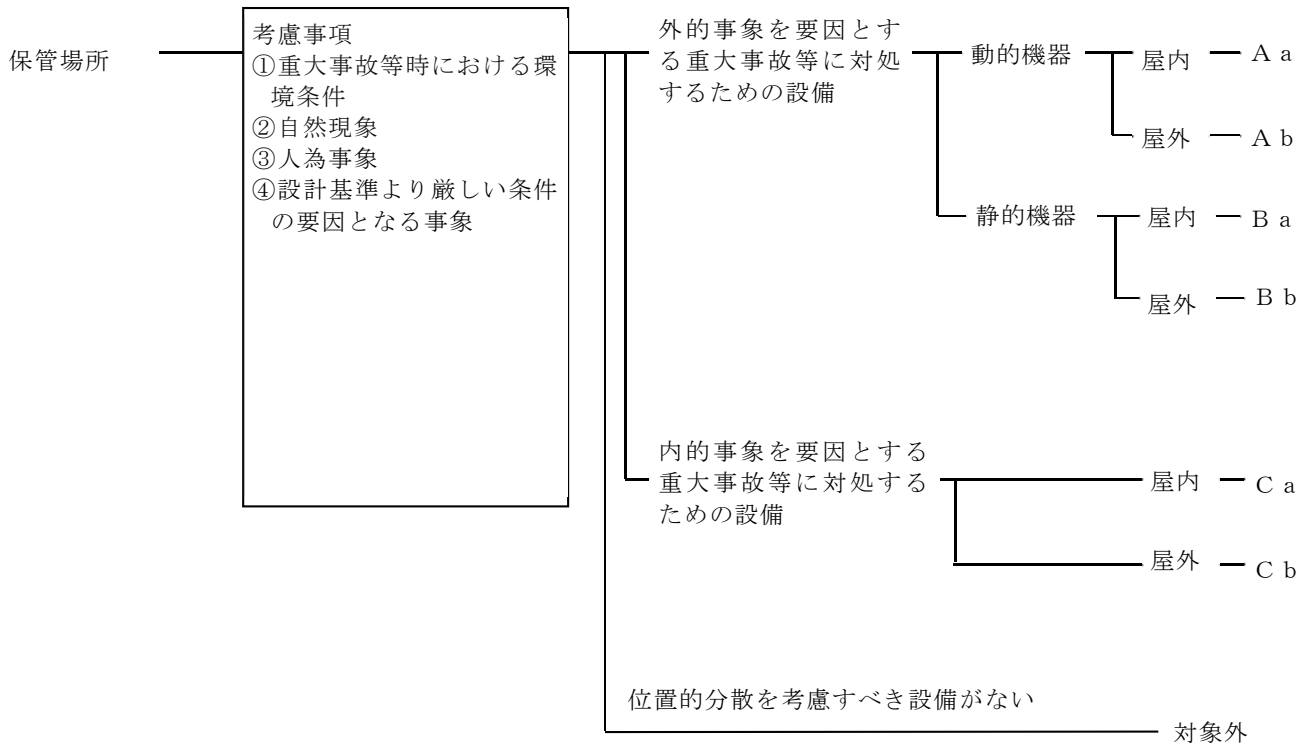 保管場所
考慮事項
①重大事故等時における環
境条件
②自然現象
③人為事象
④設計基準より厳しい条件
の要因となる事象
外的事象を要因とす
る重大事故等に対処
するための設備
動的機器
屋内
Ａａ
屋外
Ａｂ
静的機器
屋内
Ｂａ
屋外
Ｂｂ
内的事象を要因とする
重大事故等に対処する
ための設備
屋内
Ｃａ
屋外
Ｃｂ
位置的分散を考慮すべき設備がない
対象外